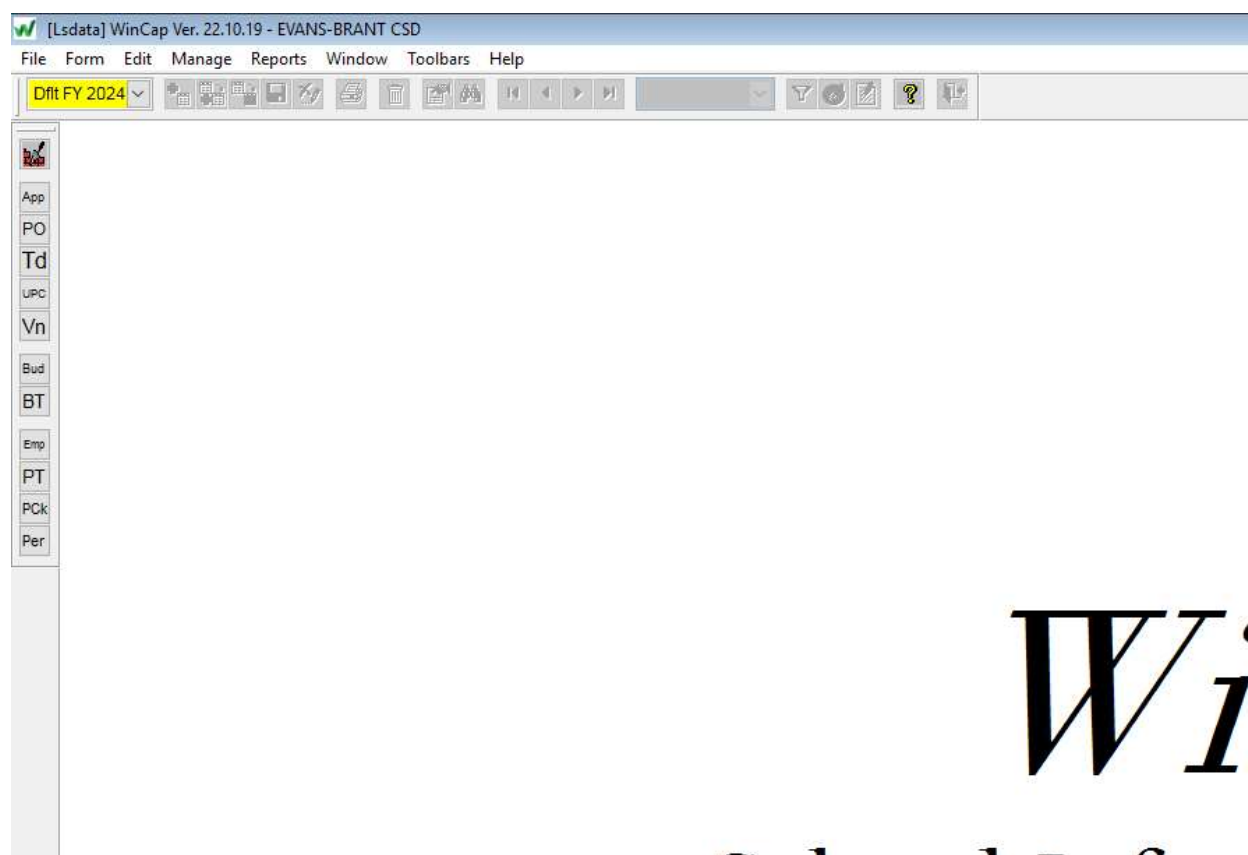 [Lsdata] WinCap Ver. 22.10.19 - EVANS-BRANT CSD
File Form Edit Manage Reports Window Toolbars Help
Dflt FY 2024
App
PO
Td
UPC
Vn
Bud
BT
Emp
PT
PCk
Per
Wi